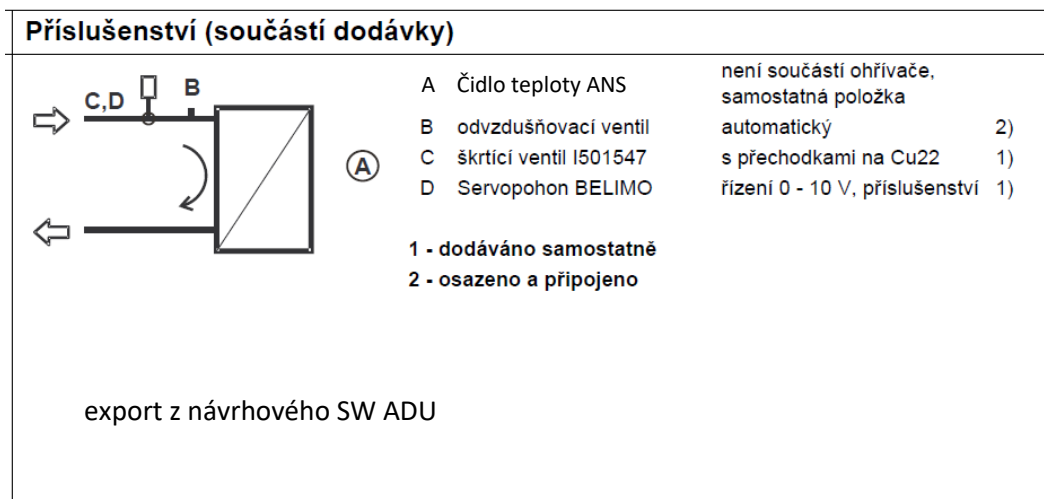 Příslušenství (součástí dodávky)
C,D
B
A
A Čidlo teploty ANS není součástí ohřívače,
samostatná položka
B odvzdušňovací ventil automatický 2)
C škrtící ventil I501547 s přechodkami na Cu22 1)
D Servopohon BELIMO řízení 0 - 10 V, příslušenství 1)
1 - dodáváno samostatně
2 - osazeno a připojeno
export z návrhového SW ADU